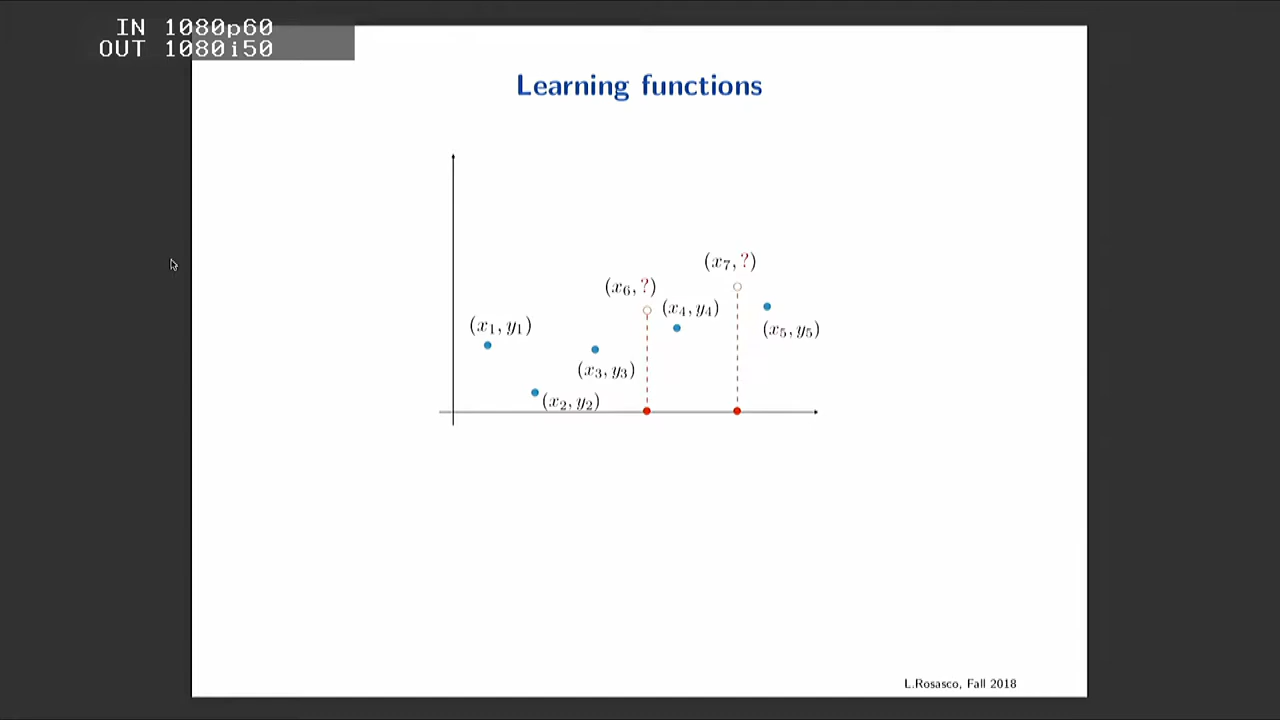 IN 1080p60
OUT 1080i50
Learning functions
(x₇, ?)
(x₆, ?)
(x₄, y₄)
(x₁, y₁)
(x₅, y₅)
(x₃, y₃)
(x₂, y₂)
L.Rosasco, Fall 2018